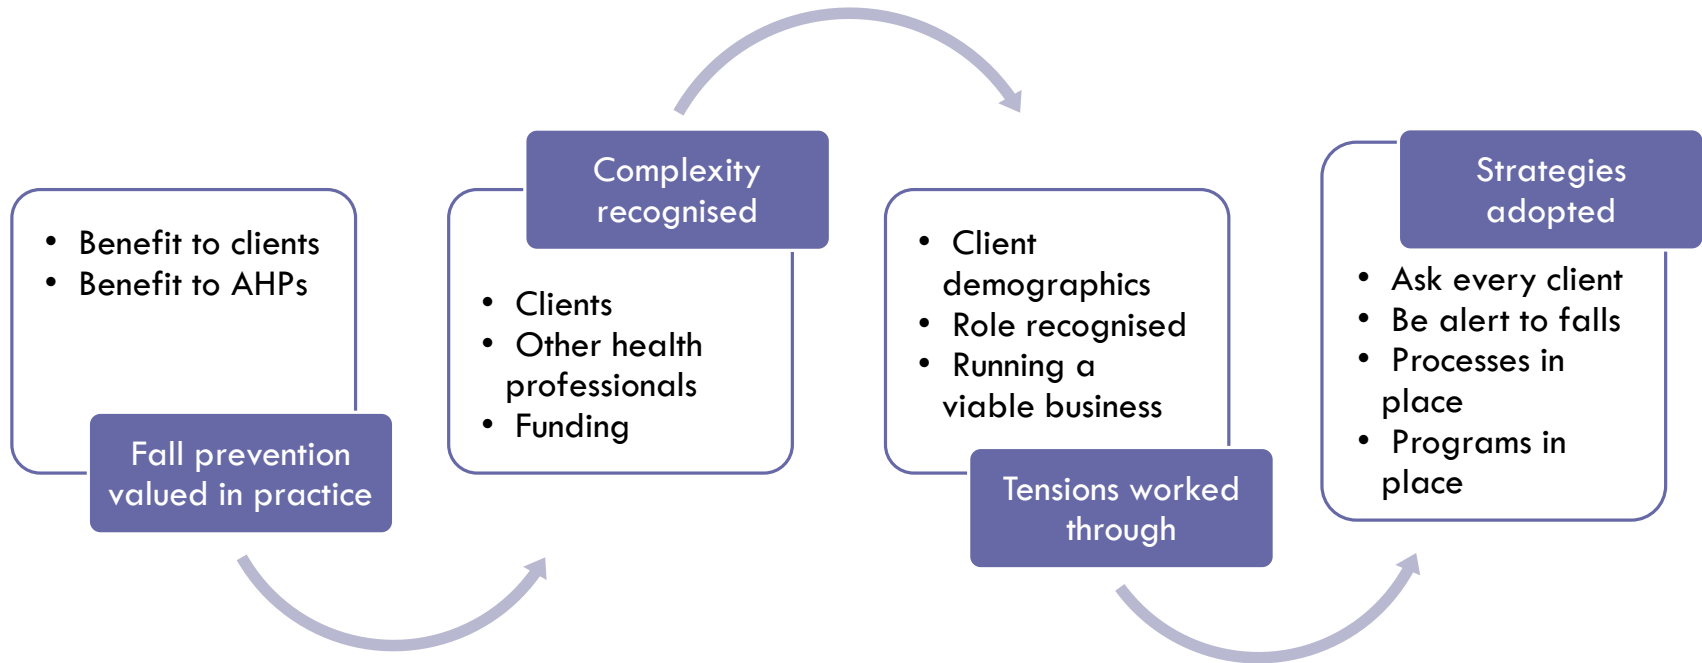 • Benefit to clients
• Benefit to AHPs
Fall prevention
valued in practice
Complexity
recognised
• Clients
• Other health
professionals
• Funding
• Client
demographics
• Role recognised
• Running a
viable business
Tensions worked
through
Strategies
adopted
• Ask every client
• Be alert to falls
• Processes in
place
• Programs in
place